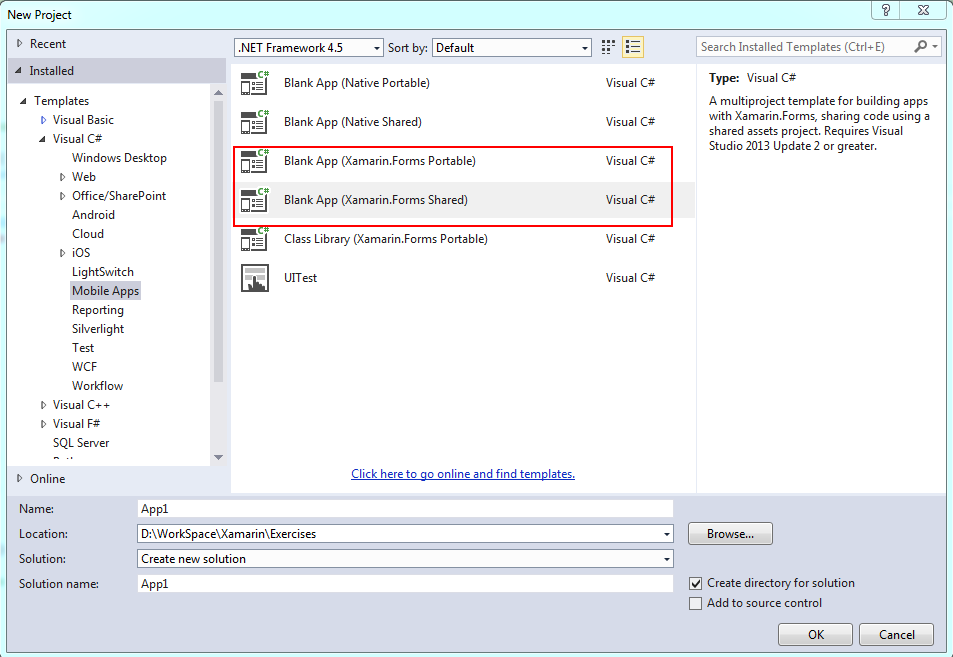 New Project
Recent
.NET Framework 4.5 Sort by: Default
Search Installed Templates (Ctrl+E)
Installed
Templates
Visual Basic
Visual C#
Windows Desktop
Web
Office/SharePoint
Android
Cloud
iOS
LightSwitch
Mobile Apps
Reporting
Silverlight
Test
WCF
Workflow
Visual C++
Visual F#
SQL Server
Online
Blank App (Native Portable) Visual C#
Blank App (Native Shared) Visual C#
Blank App (Xamarin.Forms Portable) Visual C#
Blank App (Xamarin.Forms Shared) Visual C#
Class Library (Xamarin.Forms Portable) Visual C#
UITest Visual C#
Click here to go online and find templates.
Type: Visual C#
A multiproject template for building apps
with Xamarin.Forms, sharing code using a
shared assets project. Requires Visual
Studio 2013 Update 2 or greater.
Name: App1
Location: D:\WorkSpace\Xamarin\Exercises Browse...
Solution: Create new solution
Solution name: App1
Create directory for solution
Add to source control
OK Cancel